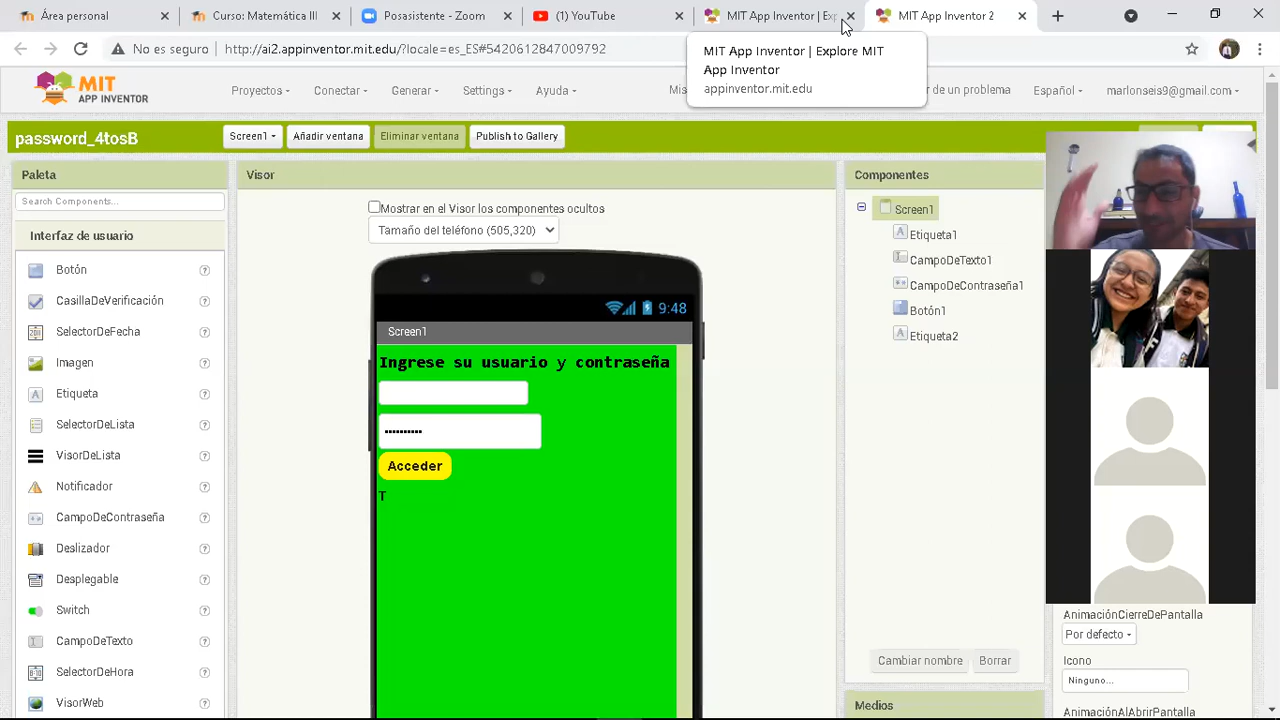 Área personal
Curso: Matemática III
Posasistente - Zoom
(1) YouTube
MIT App Inventor | Exp
MIT App Inventor 2
No es seguro
http://ai2.appinventor.mit.edu/?locale=es_ES#5420612847009792
MIT App Inventor | Explore MIT
App Inventor
appinventor.mit.edu
MIT
APP INVENTOR
Proyectos
Conectar
Generar
Settings
Ayuda
Mis
r de un problema
Español
marlonseis9@gmail.com
password_4tosB
Screen1
Añadir ventana
Eliminar ventana
Publish to Gallery
Paleta
Visor
Componentes
Search Components...
Mostrar en el Visor los componentes ocultos
Tamaño del teléfono (505,320)
Interfaz de usuario
Botón
CasillaDeVerificación
SelectorDeFecha
Imagen
Etiqueta
SelectorDeLista
VisorDeLista
Notificador
CampoDeContraseña
Deslizador
Desplegable
Switch
CampoDeTexto
SelectorDeHora
VisorWeb
9:48
Screen1
Ingrese su usuario y contraseña
Acceder
T
Screen1
Etiqueta1
CampoDeTexto1
CampoDeContraseña1
Botón1
Etiqueta2
Cambiar nombre
Borrar
Medios
AnimaciónCierreDePantalla
Por defecto
Icono
Ninguno...
AnimaciónAlAbrirPantalla